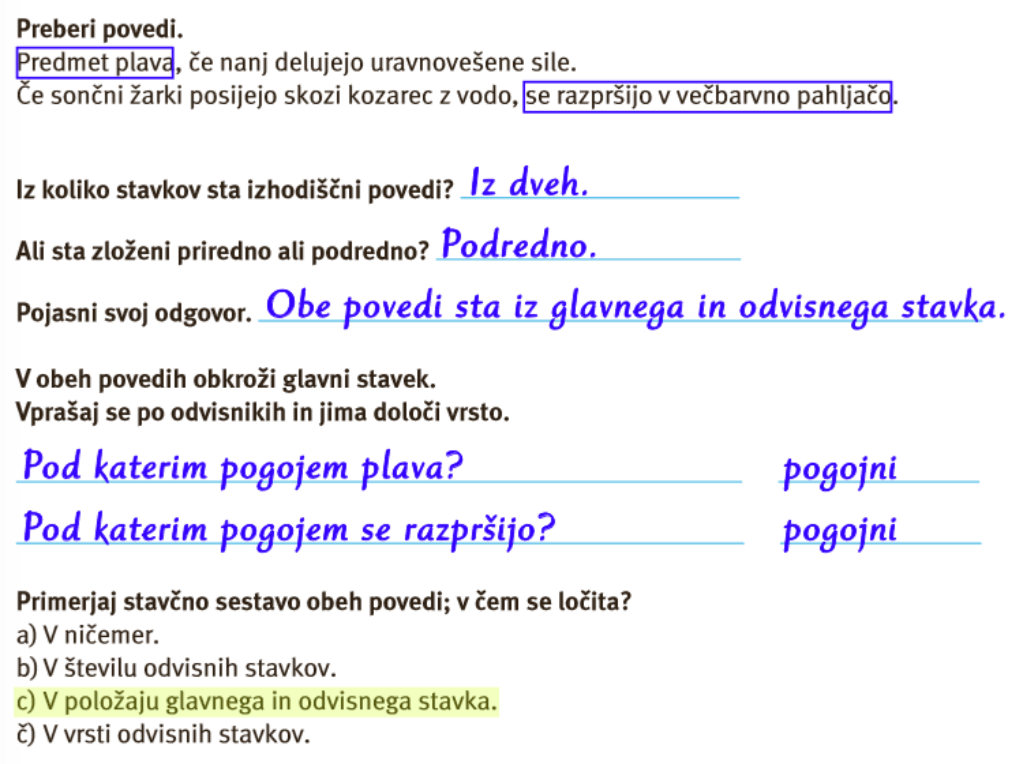 Preberi povedi.
Predmet plava, če nanj delujejo uravnovešene sile.
Če sončni žarki posijejo skozi kozarec z vodo, se razpršijo v večbarvno pahljačo.
Iz koliko stavkov sta izhodiščni povedi? Iz dveh.
Ali sta zloženi priredno ali podredno? Podredno.
Pojasni svoj odgovor. Obe povedi sta iz glavnega in odvisnega stavka.
V obeh povedih obkroži glavni stavek.
Vprašaj se po odvisnikih in jima določi vrsto.
Pod katerim pogojem plava? pogojni
Pod katerim pogojem se razpršijo? pogojni
Primerjaj stavčno sestavo obeh povedi; v čem se ločita?
a) V ničemer.
b) V številu odvisnih stavkov.
c) V položaju glavnega in odvisnega stavka.
č) V vrsti odvisnih stavkov.